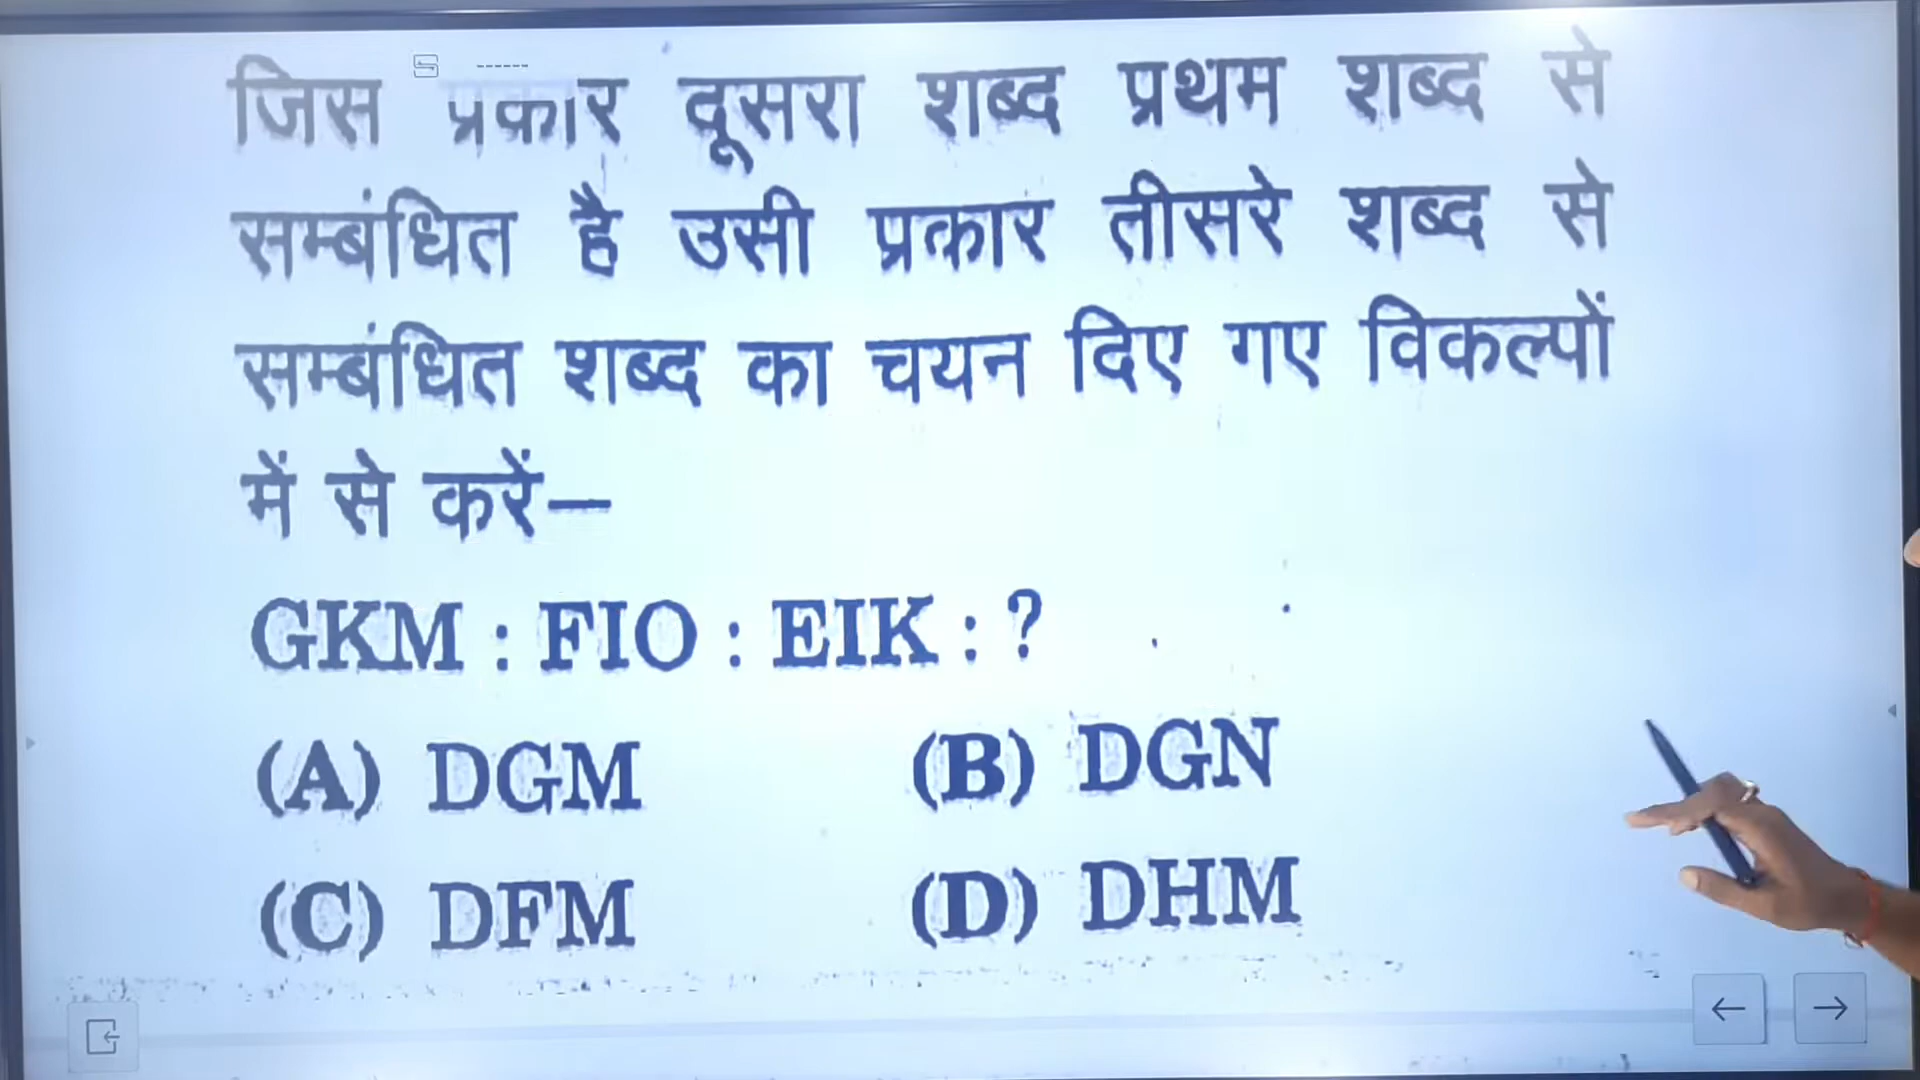 जिस प्रकार दूसरा शब्द प्रथम शब्द से
सम्बंधित है उसी प्रकार तीसरे शब्द से
सम्बंधित शब्द का चयन दिए गए विकल्पों
में से करें—
GKM : FIO : EIK : ?
(A) DGM (B) DGN
(C) DFM (D) DHM